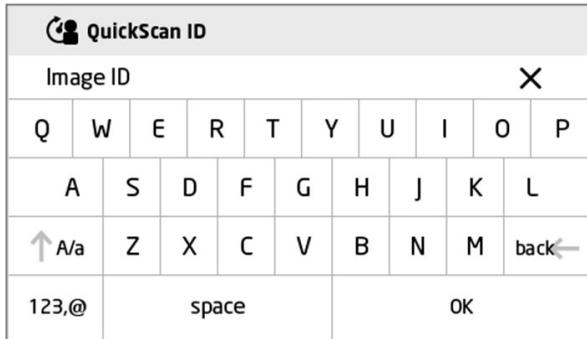 QuickScan ID
Image ID
Q W E R T Y U I O P
A S D F G H J K L
A/a Z X C V B N M back
123,@ space OK